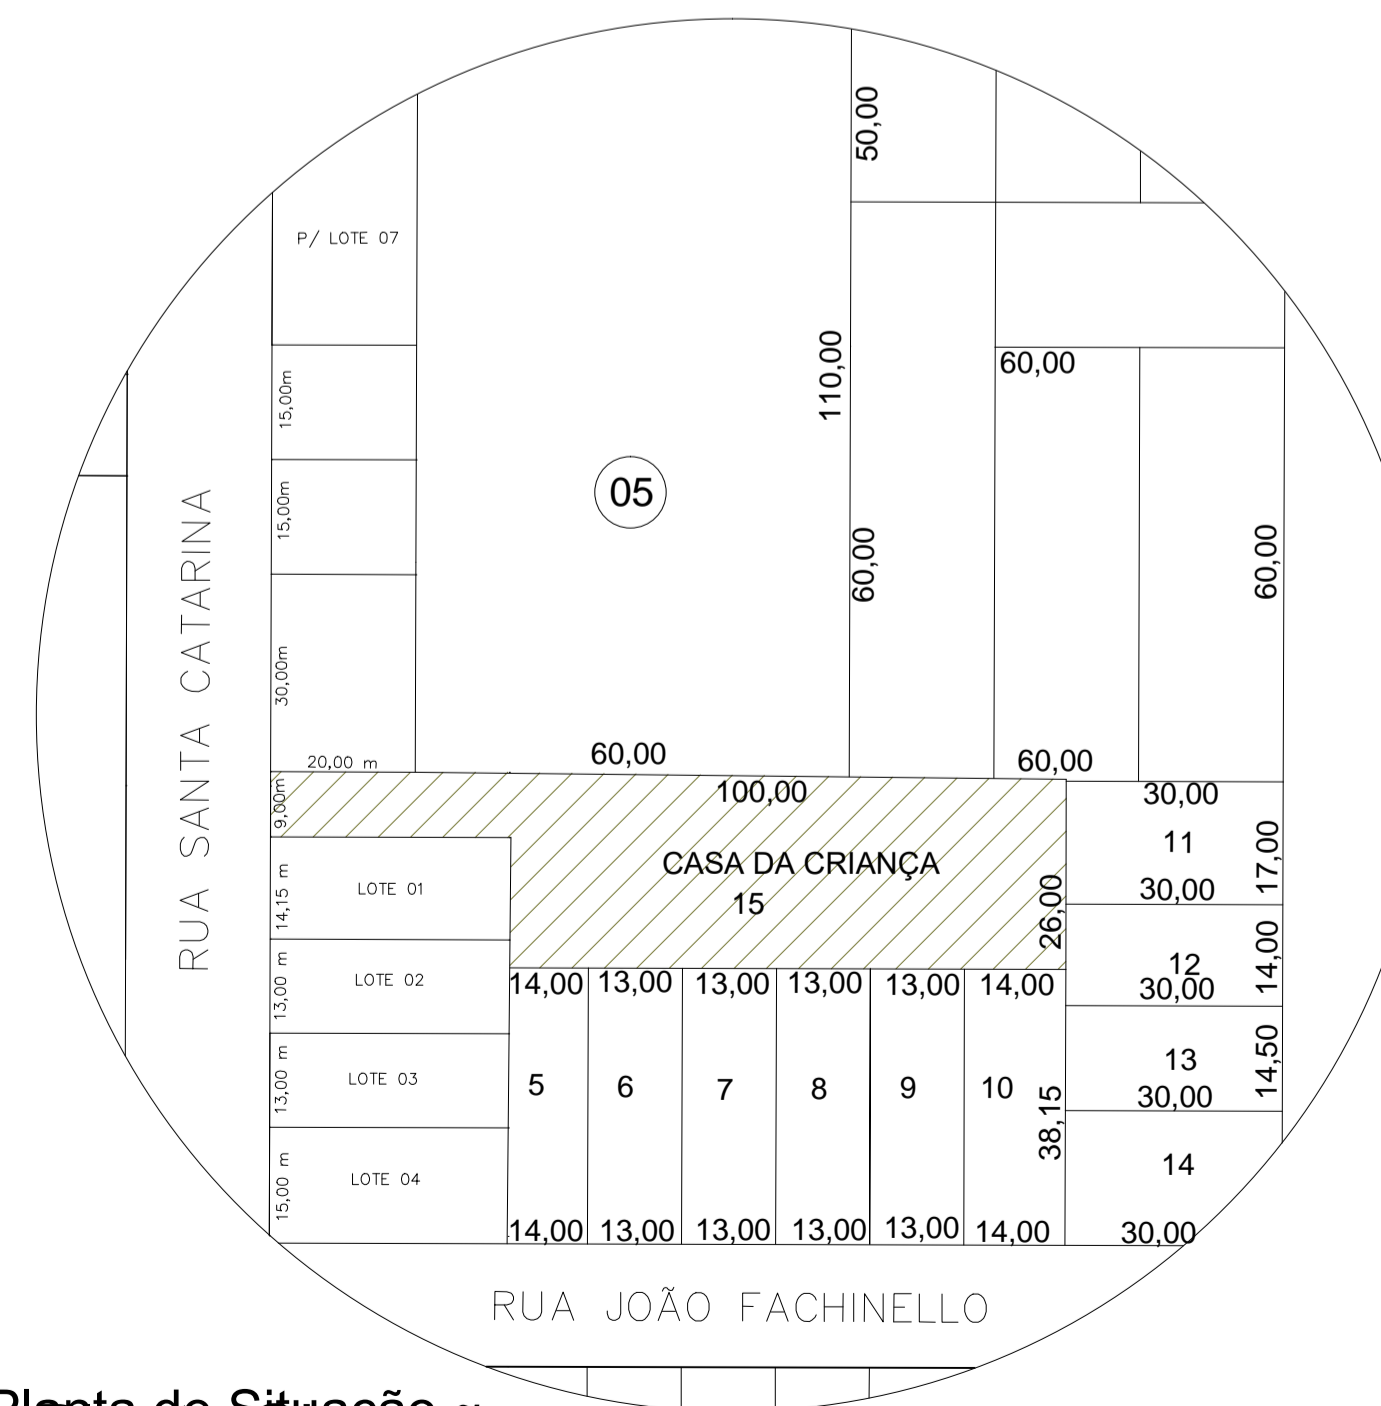 50,00
P/ LOTE 07
110,00
60,00
15,00m
05
15,00m
RUA SANTA CATARINA
60,00
60,00
30,00m
20,00 m
60,00
60,00
9,00m
100,00
30,00
CASA DA CRIANÇA
15
26,00
11
17,00
30,00
14,15 m
LOTE 01
13,00 m
LOTE 02
14,00 13,00 13,00 13,00 13,00 14,00
12
14,00
30,00
13,00 m
LOTE 03
5 6 7 8 9 10
38,15
13
14,50
30,00
15,00 m
LOTE 04
14
14,00 13,00 13,00 13,00 13,00 14,00
30,00
RUA JOÃO FACHINELLO
Planta de Situação